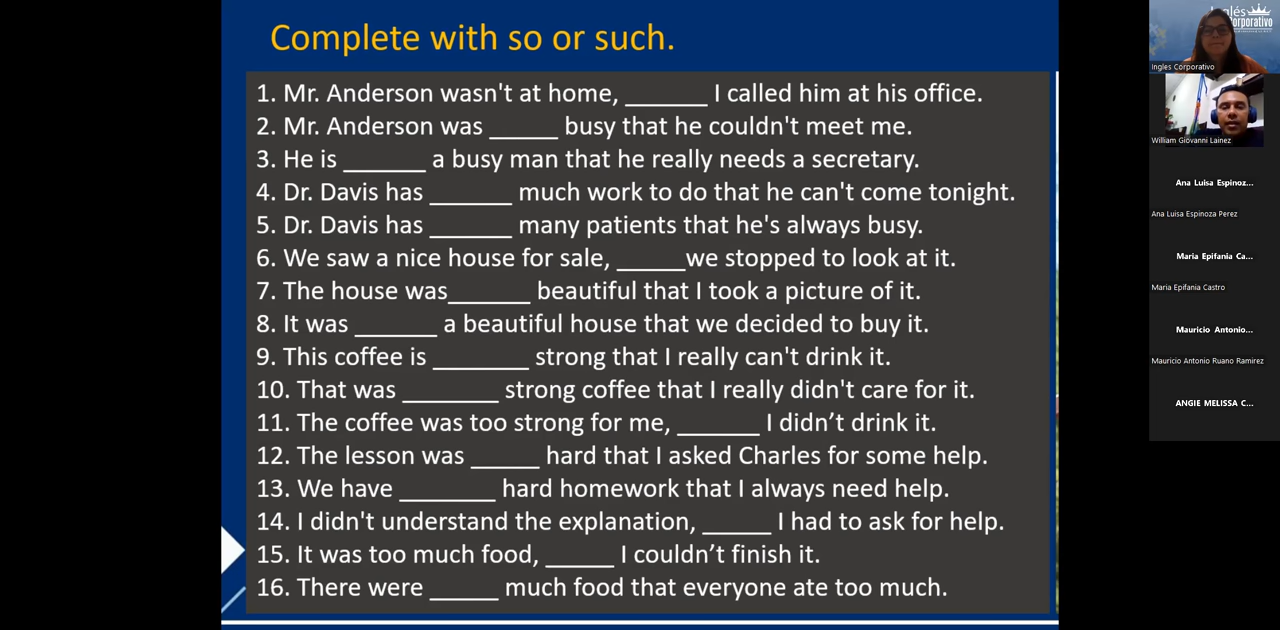 Complete with so or such.
1. Mr. Anderson wasn't at home, ______ I called him at his office.
2. Mr. Anderson was _____ busy that he couldn't meet me.
3. He is ______ a busy man that he really needs a secretary.
4. Dr. Davis has ______ much work to do that he can't come tonight.
5. Dr. Davis has ______ many patients that he's always busy.
6. We saw a nice house for sale, _____we stopped to look at it.
7. The house was______ beautiful that I took a picture of it.
8. It was ______ a beautiful house that we decided to buy it.
9. This coffee is _______ strong that I really can't drink it.
10. That was _______ strong coffee that I really didn't care for it.
11. The coffee was too strong for me, ______ I didn’t drink it.
12. The lesson was _____ hard that I asked Charles for some help.
13. We have _______ hard homework that I always need help.
14. I didn't understand the explanation, _____ I had to ask for help.
15. It was too much food, _____ I couldn’t finish it.
16. There were _____ much food that everyone ate too much.
Inglés
Corporativo
Ingles Corporativo
William Giovanni Lainez
Ana Luisa Espinoz...
Ana Luisa Espinoza Perez
Maria Epifania Ca...
Maria Epifania Castro
Mauricio Antonio...
Mauricio Antonio Ruano Ramirez
ANGIE MELISSA C...